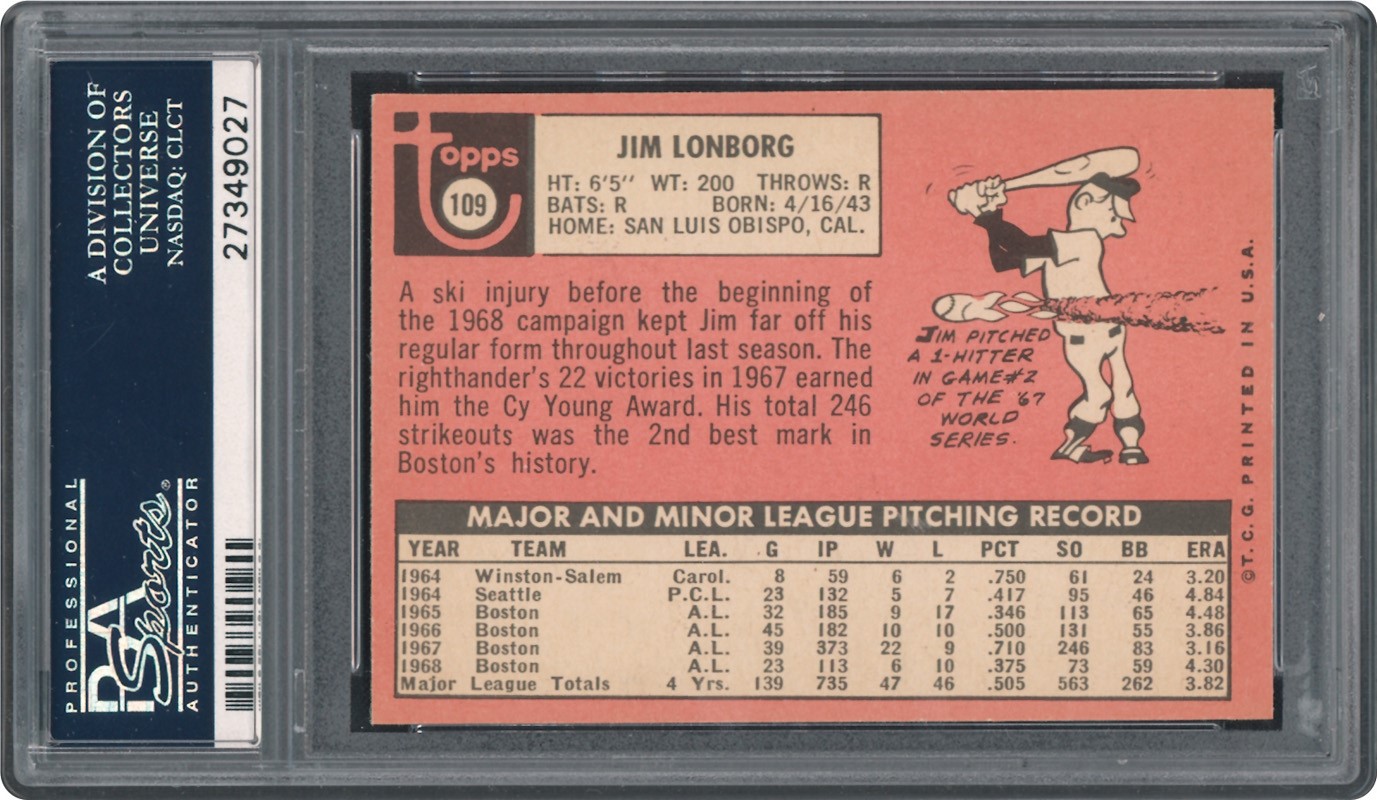 A DIVISION OF
COLLECTORS
UNIVERSE
NASDAQ: CLCT
27349027
PROFESSIONAL
PSA
Sports®
AUTHENTICATOR
topps
109
JIM LONBORG
HT: 6'5" WT: 200 THROWS: R
BATS: R BORN: 4/16/43
HOME: SAN LUIS OBISPO, CAL.
A ski injury before the beginning of
the 1968 campaign kept Jim far off his
regular form throughout last season. The
righthander's 22 victories in 1967 earned
him the Cy Young Award. His total 246
strikeouts was the 2nd best mark in
Boston's history.
JIM PITCHED
A 1-HITTER
IN GAME #2
OF THE '67
WORLD
SERIES.
MAJOR AND MINOR LEAGUE PITCHING RECORD
YEAR TEAM LEA. G IP W L PCT SO BB ERA
1964 Winston-Salem Carol. 8 59 6 2 .750 61 24 3.20
1964 Seattle P.C.L. 23 132 5 7 .417 95 46 4.84
1965 Boston A.L. 32 185 9 17 .346 113 65 4.48
1966 Boston A.L. 45 182 10 10 .500 131 55 3.86
1967 Boston A.L. 39 373 22 9 .710 246 83 3.16
1968 Boston A.L. 23 113 6 10 .375 73 59 4.30
Major League Totals 4 Yrs. 139 735 47 46 .505 563 262 3.82
©T.C.G. PRINTED IN U.S.A.